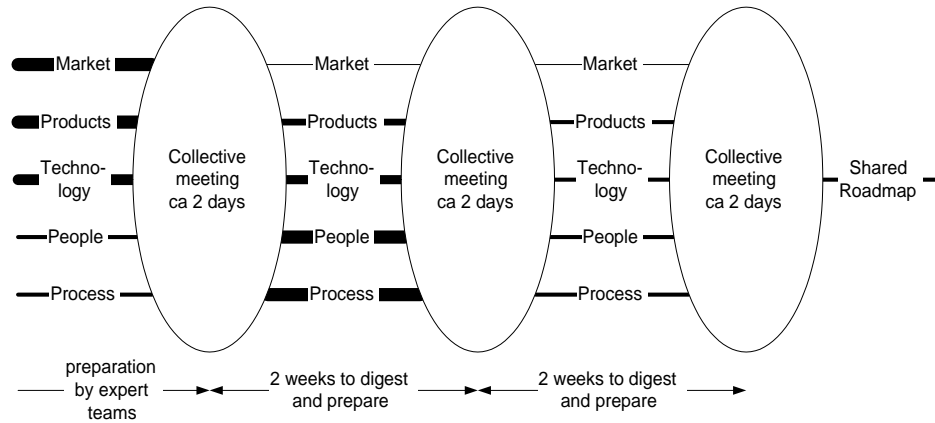 Market
Products
Techno-
logy
People
Process
Collective
meeting
ca 2 days
Market
Products
Techno-
logy
People
Process
Collective
meeting
ca 2 days
Market
Products
Techno-
logy
People
Process
Collective
meeting
ca 2 days
Shared
Roadmap
preparation
by expert
teams
2 weeks to digest
and prepare
2 weeks to digest
and prepare